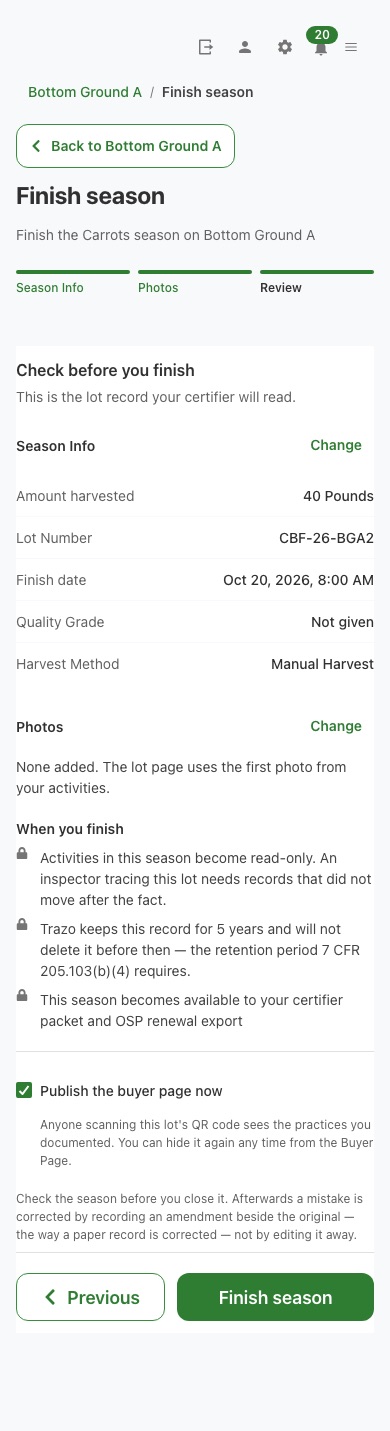 20
Bottom Ground A / Finish season
Back to Bottom Ground A
Finish season
Finish the Carrots season on Bottom Ground A
Season Info Photos Review
Check before you finish
This is the lot record your certifier will read.
Season Info Change
Amount harvested 40 Pounds
Lot Number CBF-26-BGA2
Finish date Oct 20, 2026, 8:00 AM
Quality Grade Not given
Harvest Method Manual Harvest
Photos Change
None added. The lot page uses the first photo from
your activities.
When you finish
Activities in this season become read-only. An
inspector tracing this lot needs records that did not
move after the fact.
Trazo keeps this record for 5 years and will not
delete it before then — the retention period 7 CFR
205.103(b)(4) requires.
This season becomes available to your certifier
packet and OSP renewal export
Publish the buyer page now
Anyone scanning this lot's QR code sees the practices you
documented. You can hide it again any time from the Buyer
Page.
Check the season before you close it. Afterwards a mistake is
corrected by recording an amendment beside the original —
the way a paper record is corrected — not by editing it away.
Previous Finish season